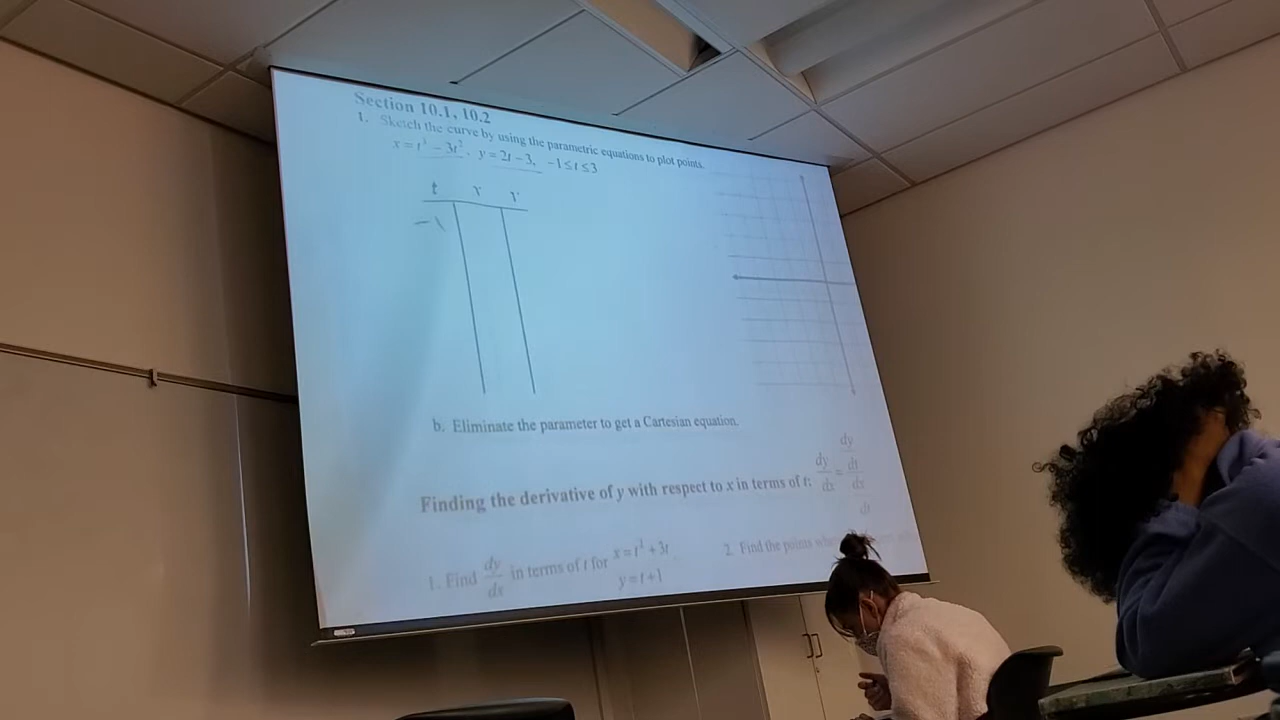 Section 10.1, 10.2
1. Sketch the curve by using the parametric equations to plot points.
x = t³ − 3t², y = 2t − 3, −1 ≤ t ≤ 3
t x y
−1
b. Eliminate the parameter to get a Cartesian equation.
Finding the derivative of y with respect to x in terms of t: dy/dx = dy/dt / dx/dt
1. Find dy/dx in terms of t for x = t³ + 3t
y = t + 1
2. Find the points